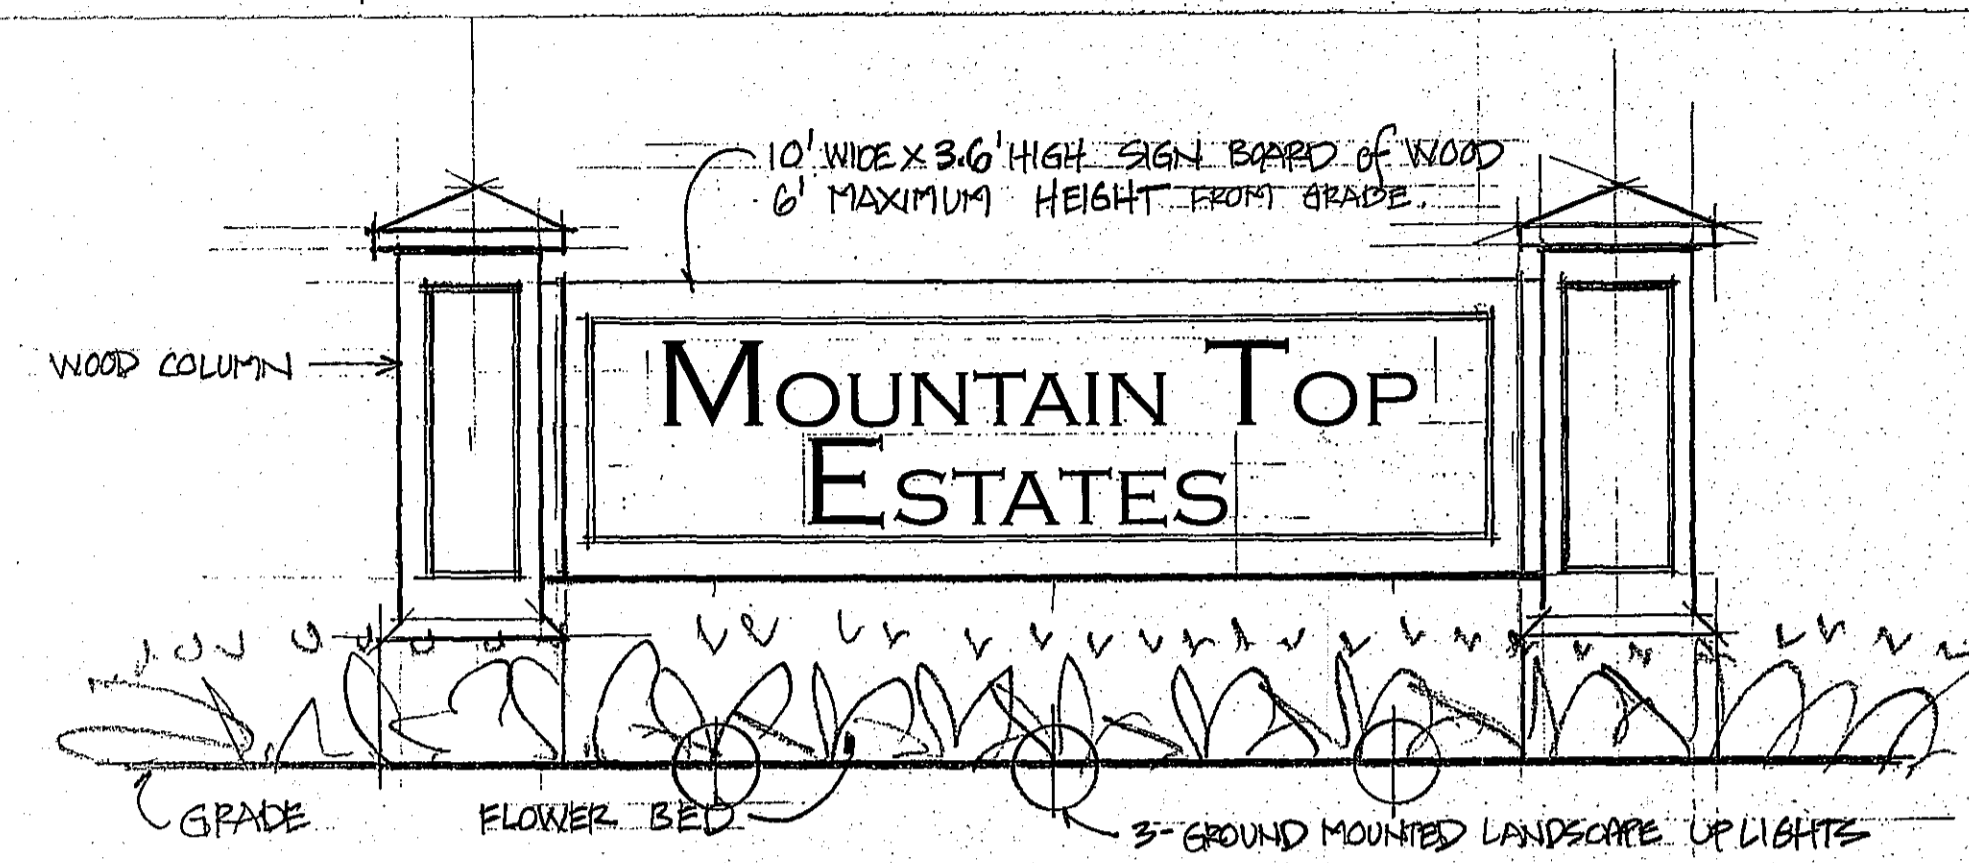 10' WIDE X 3.6' HIGH SIGN BOARD of WOOD
6' MAXIMUM HEIGHT FROM GRADE.
WOOD COLUMN
MOUNTAIN TOP
ESTATES
GRADE
FLOWER BED
3-GROUND MOUNTED LANDSCAPE UPLIGHTS